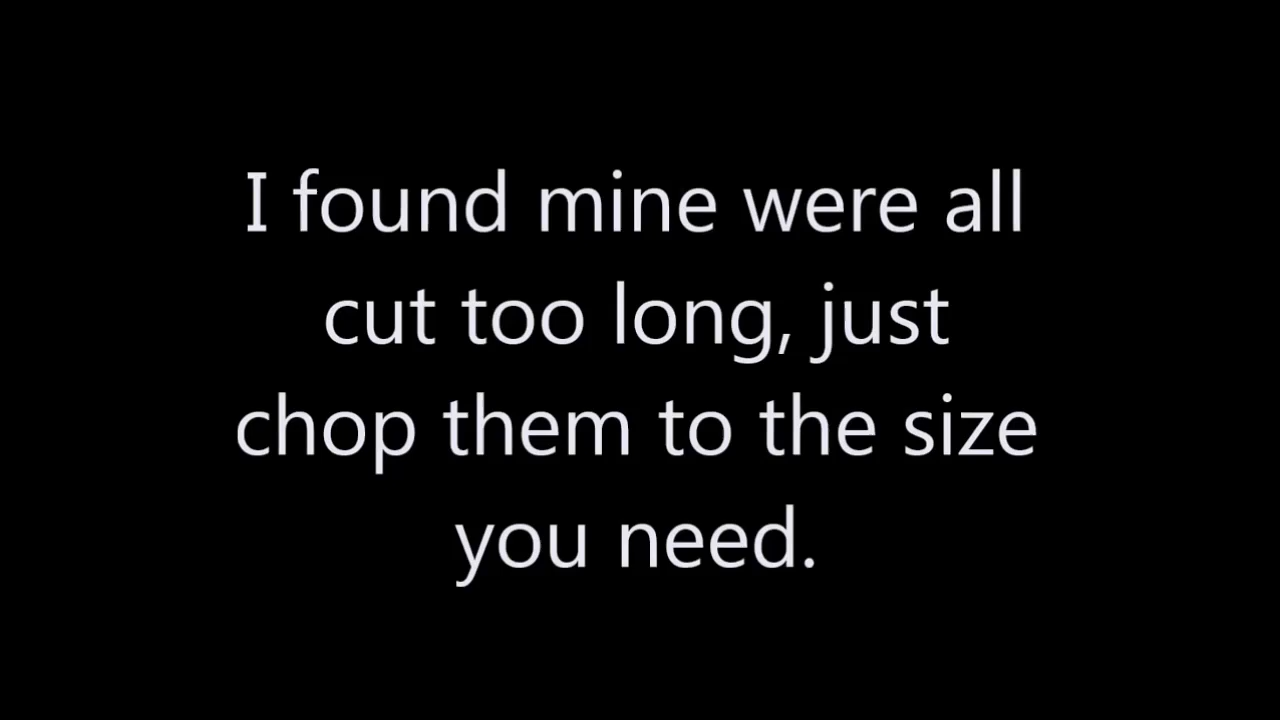 I found mine were all
cut too long, just
chop them to the size
you need.